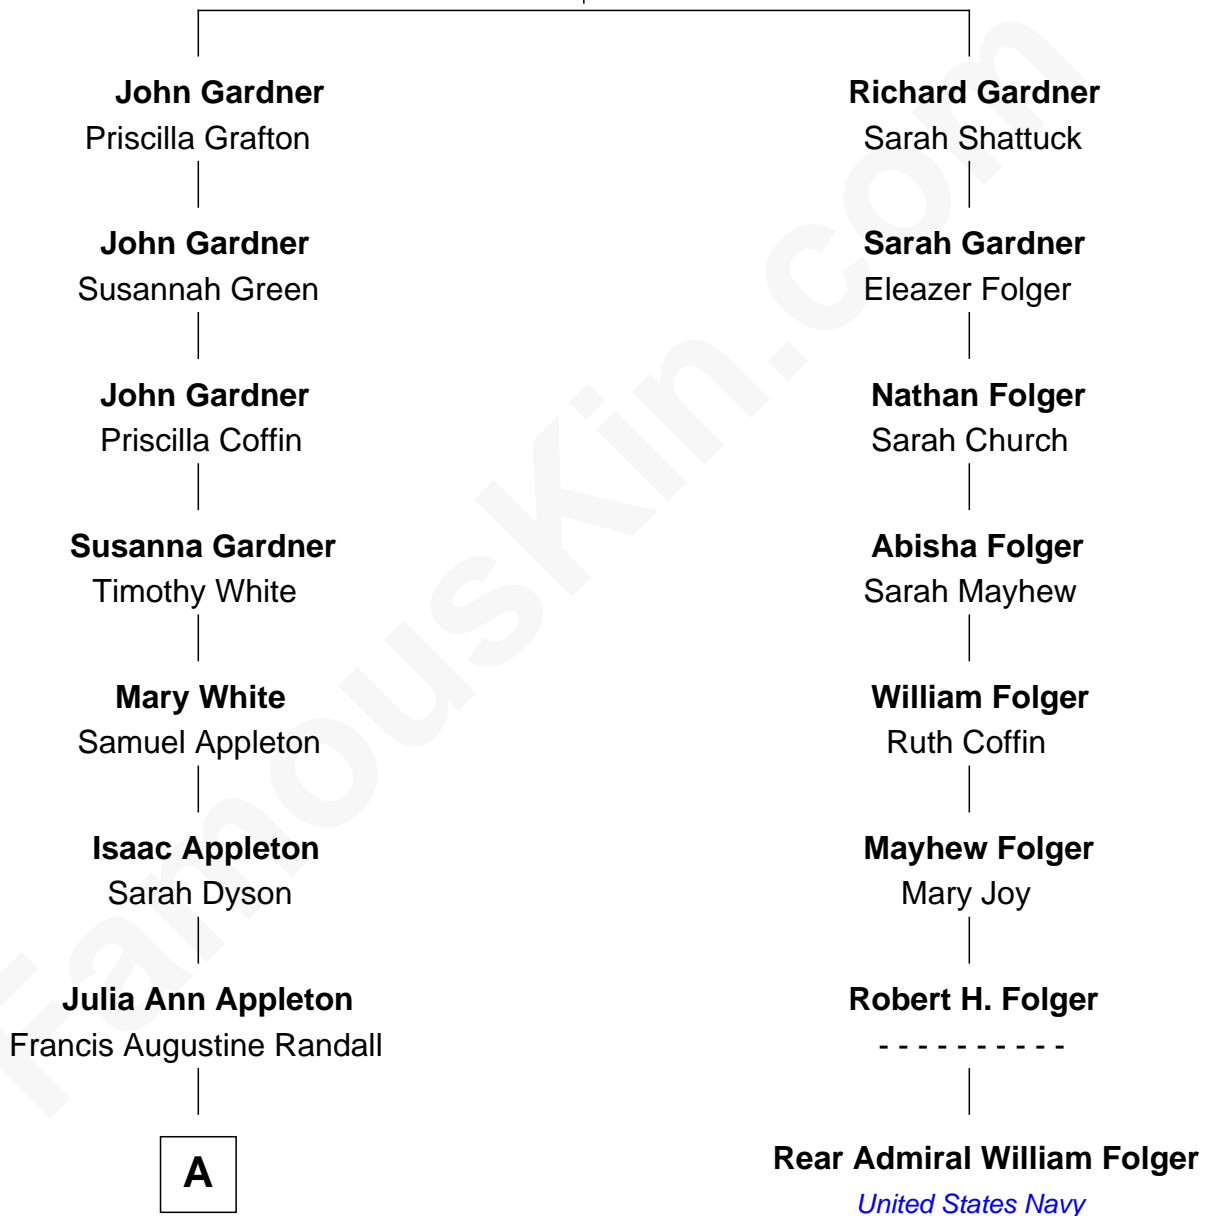 John Gardner
Priscilla Grafton
John Gardner
Susannah Green
John Gardner
Priscilla Coffin
Susanna Gardner
Timothy White
Mary White
Samuel Appleton
Isaac Appleton
Sarah Dyson
Julia Ann Appleton
Francis Augustine Randall
A
Richard Gardner
Sarah Shattuck
Sarah Gardner
Eleazer Folger
Nathan Folger
Sarah Church
Abisha Folger
Sarah Mayhew
William Folger
Ruth Coffin
Mayhew Folger
Mary Joy
Robert H. Folger
- - - - - - - - - -
Rear Admiral William Folger
United States Navy
FamousKin.com